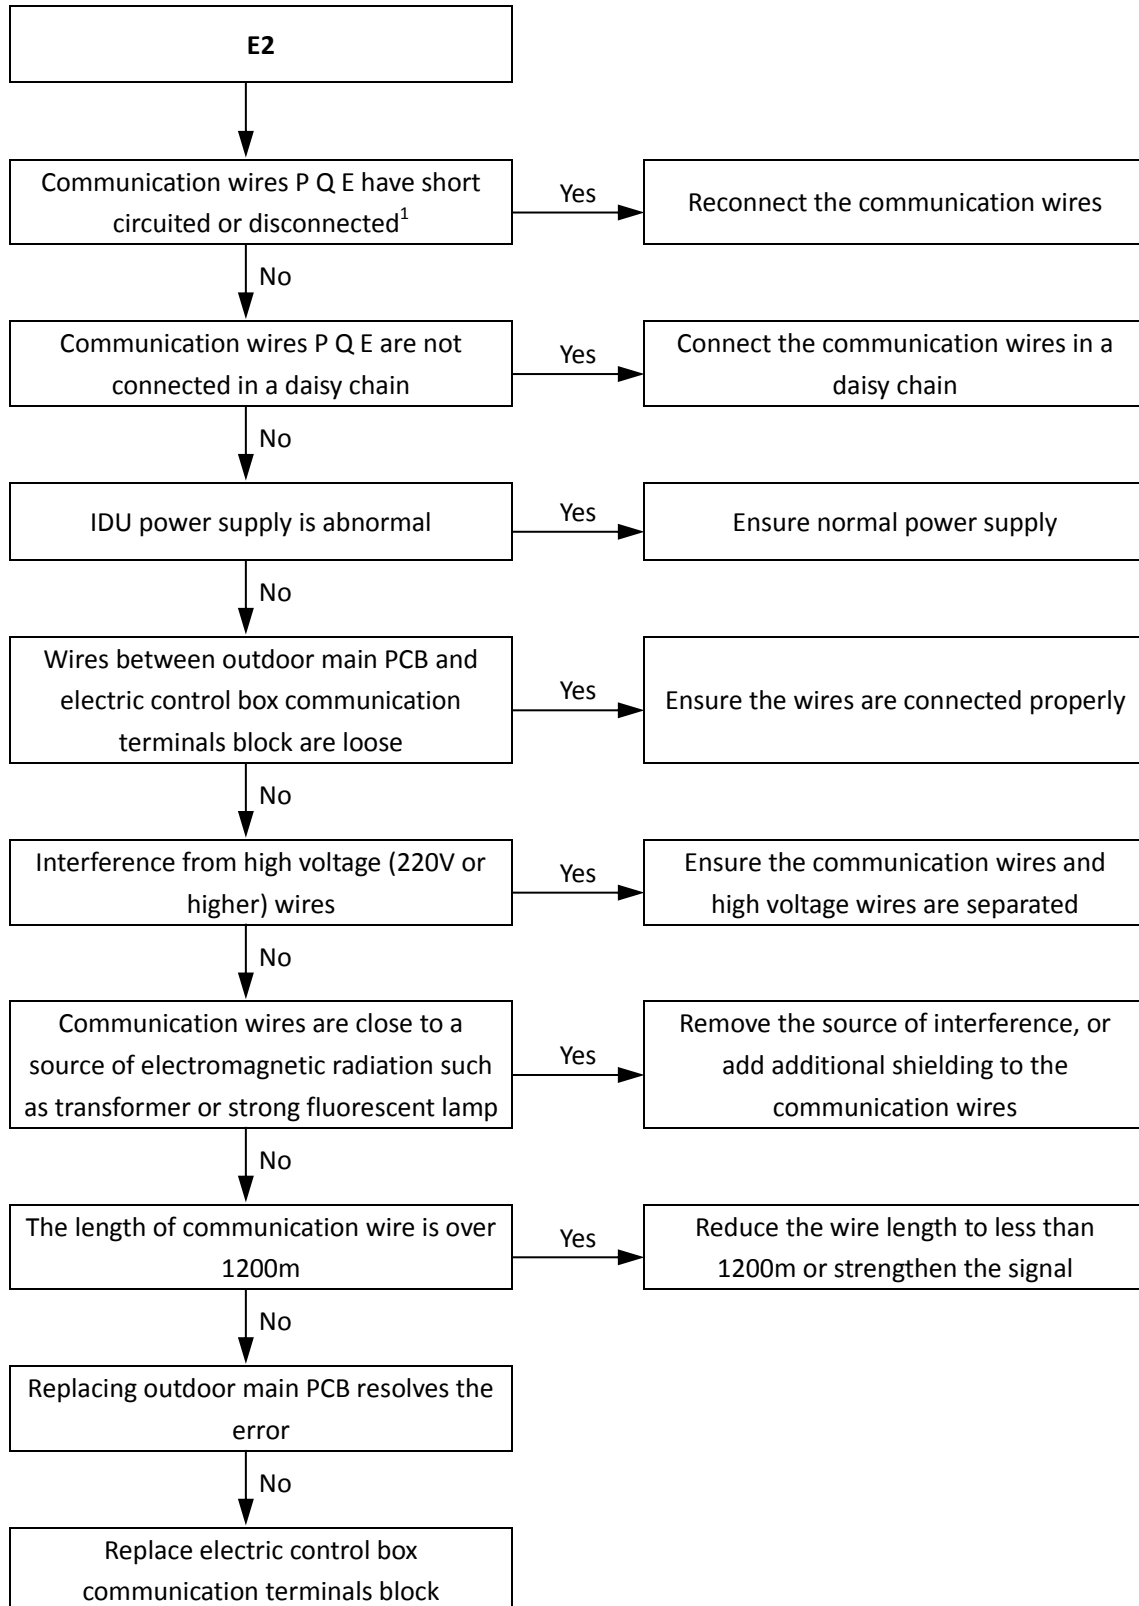 E2
Communication wires P Q E have short
circuited or disconnected1
Yes
Reconnect the communication wires
No
Communication wires P Q E are not
connected in a daisy chain
Yes
Connect the communication wires in a
daisy chain
No
IDU power supply is abnormal
Yes
Ensure normal power supply
No
Wires between outdoor main PCB and
electric control box communication
terminals block are loose
Yes
Ensure the wires are connected properly
No
Interference from high voltage (220V or
higher) wires
Yes
Ensure the communication wires and
high voltage wires are separated
No
Communication wires are close to a
source of electromagnetic radiation such
as transformer or strong fluorescent lamp
Yes
Remove the source of interference, or
add additional shielding to the
communication wires
No
The length of communication wire is over
1200m
Yes
Reduce the wire length to less than
1200m or strengthen the signal
No
Replacing outdoor main PCB resolves the
error
No
Replace electric control box
communication terminals block